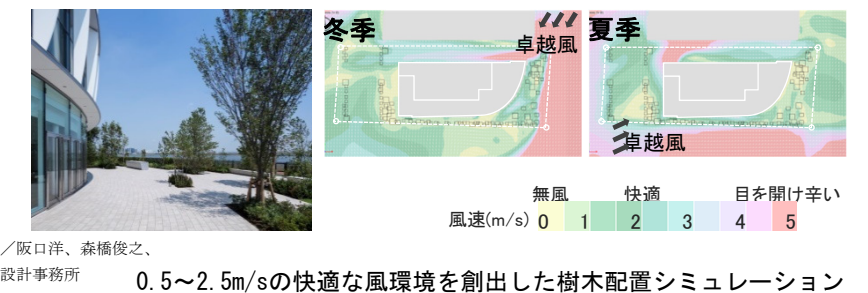 冬季
卓越風
夏季
卓越風
無風 快適 目を開け辛い
風速(m/s) 0 1 2 3 4 5
／阪口洋、森橋俊之、
設計事務所
0.5～2.5m/sの快適な風環境を創出した樹木配置シミュレーション